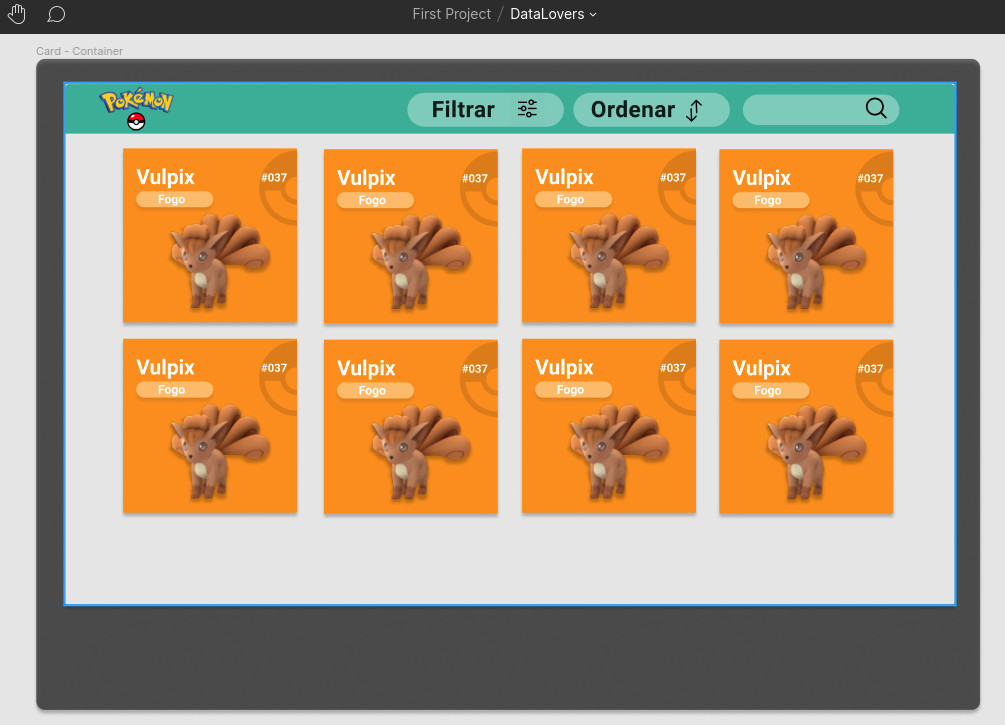 First Project / DataLovers
Card - Container
POKéMON
Filtrar
Ordenar
Vulpix #037
Fogo
Vulpix #037
Fogo
Vulpix #037
Fogo
Vulpix #037
Fogo
Vulpix #037
Fogo
Vulpix #037
Fogo
Vulpix #037
Fogo
Vulpix #037
Fogo